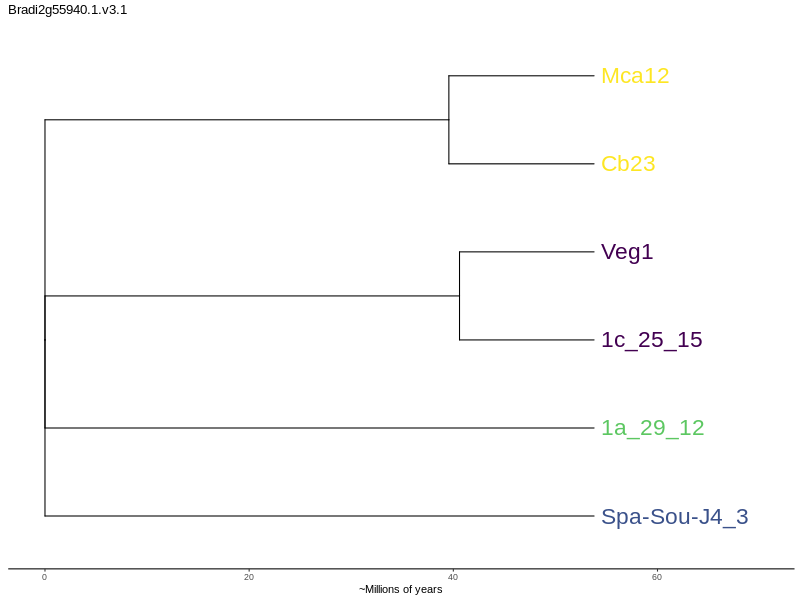 Bradi2g55940.1.v3.1
Mca12
Cb23
Veg1
1c_25_15
1a_29_12
Spa-Sou-J4_3
0 20 40 60
~Millions of years